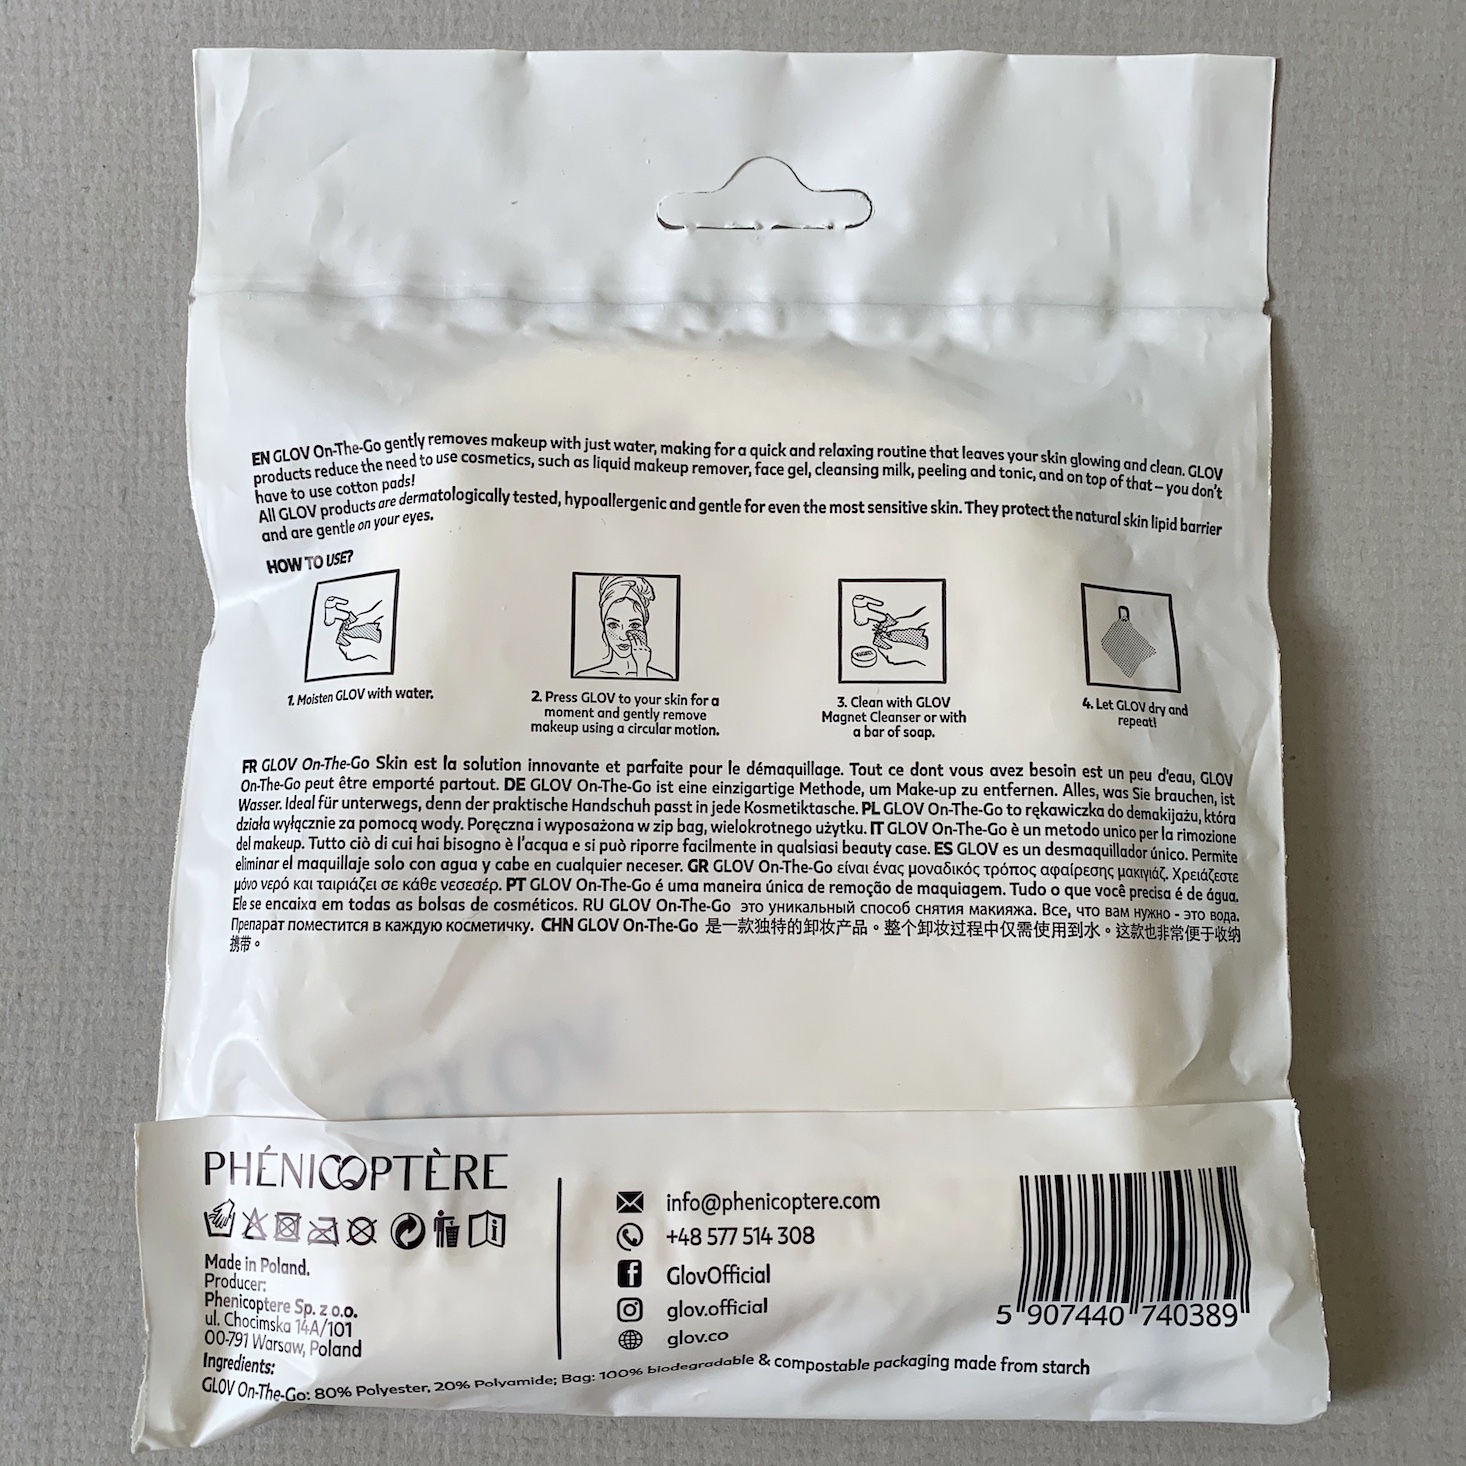 EN GLOV On-The-Go gently removes makeup with just water, making for a quick and relaxing routine that leaves your skin glowing and clean. GLOV
products reduce the need to use cosmetics, such as liquid makeup remover, face gel, cleansing milk, peeling and tonic, and on top of that – you don't
have to use cotton pads!
All GLOV products are dermatologically tested, hypoallergenic and gentle for even the most sensitive skin. They protect the natural skin lipid barrier
and are gentle on your eyes.
HOW TO USE?
1. Moisten GLOV with water.
2. Press GLOV to your skin for a
moment and gently remove
makeup using a circular motion.
3. Clean with GLOV
Magnet Cleanser or with
a bar of soap.
4. Let GLOV dry and
repeat!
FR GLOV On-The-Go Skin est la solution innovante et parfaite pour le démaquillage. Tout ce dont vous avez besoin est un peu d'eau, GLOV
On-The-Go peut être emporté partout. DE GLOV On-The-Go ist eine einzigartige Methode, um Make-up zu entfernen. Alles, was Sie brauchen, ist
Wasser. Ideal für unterwegs, denn der praktische Handschuh passt in jede Kosmetiktasche. PL GLOV On-The-Go to rękawiczka do demakijażu, która
działa wyłącznie za pomocą wody. Poręczna i wyposażona w zip bag, wielokrotnego użytku. IT GLOV On-The-Go è un metodo unico per la rimozione
del makeup. Tutto ciò di cui hai bisogno è l'acqua e si può riporre facilmente in qualsiasi beauty case. ES GLOV es un desmaquillador único. Permite
eliminar el maquillaje solo con agua y cabe en cualquier neceser. GR GLOV On-The-Go είναι ένας μοναδικός τρόπος αφαίρεσης μακιγιάζ. Χρειάζεστε
μόνο νερό και ταιριάζει σε κάθε νεσεσέρ. PT GLOV On-The-Go é uma maneira única de remoção de maquiagem. Tudo o que você precisa é de água.
Ele se encaixa em todas as bolsas de cosméticos. RU GLOV On-The-Go это уникальный способ снятия макияжа. Все, что вам нужно - это вода.
Препарат поместится в каждую косметичку. CHN GLOV On-The-Go 是一款独特的卸妆产品。整个卸妆过程中仅需使用到水。这款也非常便于收纳
携带。
GLOV
PHÉNICOPTÈRE
Made in Poland.
Producer:
Phenicoptere Sp. z o.o.
ul. Chocimska 14A/101
00-791 Warsaw, Poland
Ingredients:
GLOV On-The-Go: 80% Polyester, 20% Polyamide; Bag: 100% biodegradable & compostable packaging made from starch
info@phenicoptere.com
+48 577 514 308
GlovOfficial
glov.official
glov.co
5 907440 740389